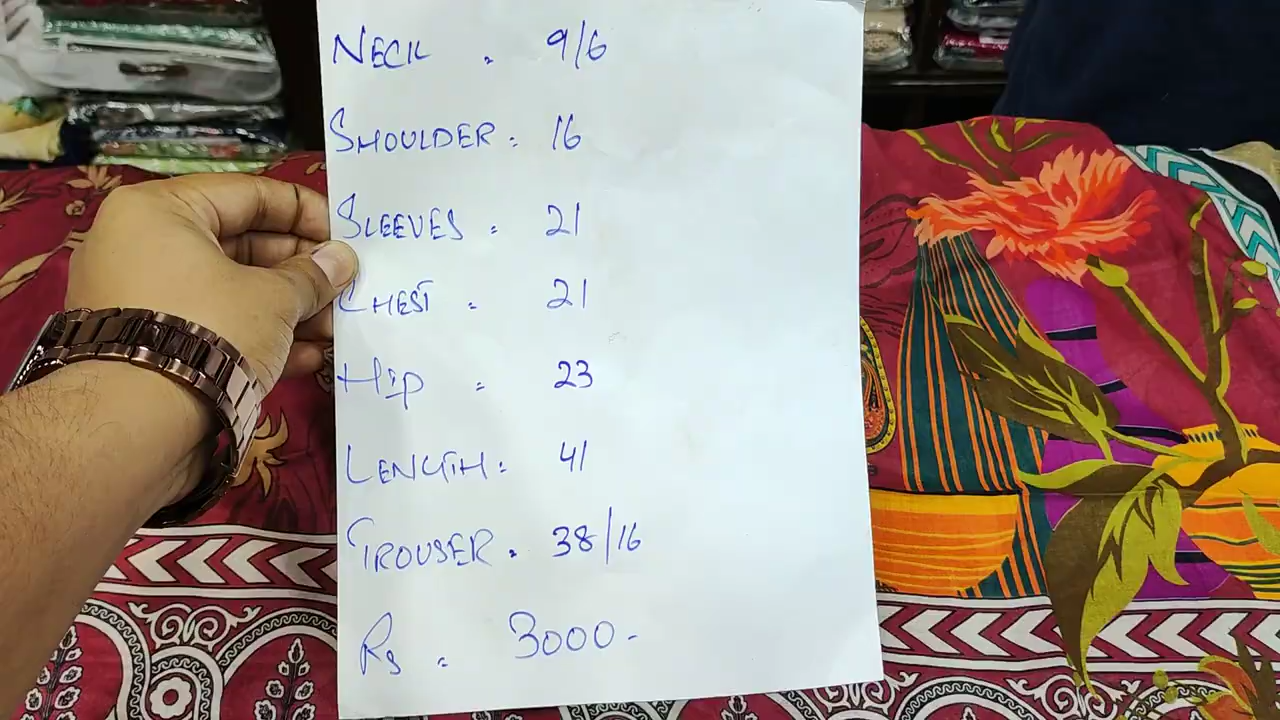 NECK = 9/6
SHOULDER = 16
SLEEVES = 21
CHEST = 21
Hip = 23
LENGTH = 41
TROUSER = 38/16
Rs = 3000-